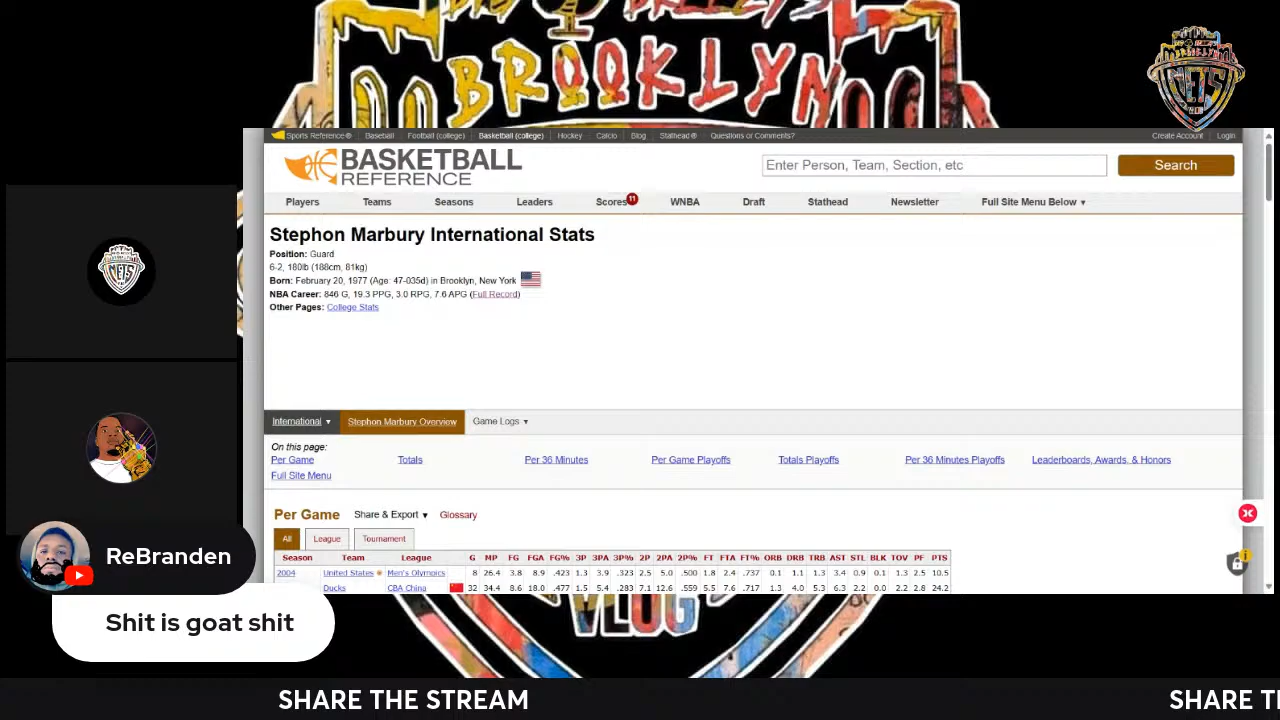 BROOKLYN
NETS
Sports Reference® Baseball Football (college) Basketball (college) Hockey Calcio Blog Stathead® Questions or Comments? Create Account Login
BASKETBALL
REFERENCE
Enter Person, Team, Section, etc Search
Players Teams Seasons Leaders Scores 11 WNBA Draft Stathead Newsletter Full Site Menu Below ▼
Stephon Marbury International Stats
Position: Guard
6-2, 180lb (188cm, 81kg)
Born: February 20, 1977 (Age: 47-035d) in Brooklyn, New York
NBA Career: 846 G, 19.3 PPG, 3.0 RPG, 7.6 APG (Full Record)
Other Pages: College Stats
NETS
International ▼ Stephon Marbury Overview Game Logs ▼
On this page:
Per Game Totals Per 36 Minutes Per Game Playoffs Totals Playoffs Per 36 Minutes Playoffs Leaderboards, Awards, & Honors
Full Site Menu
Per Game Share & Export ▼ Glossary
All League Tournament
Season Team League G MP FG FGA FG% 3P 3PA 3P% 2P 2PA 2P% FT FTA FT% ORB DRB TRB AST STL BLK TOV PF PTS
2004 United States Men's Olympics 8 26.4 3.8 8.9 .423 1.3 3.9 .323 2.5 5.0 .500 1.8 2.4 .737 0.1 1.1 1.3 3.4 0.9 0.1 1.3 2.5 10.5
Ducks CBA China 32 34.4 8.6 18.0 .477 1.5 5.4 .283 7.1 12.6 .559 5.5 7.6 .717 1.3 4.0 5.3 6.3 2.2 0.0 2.2 2.8 24.2
ReBranden
Shit is goat shit
VLOG
SHARE THE STREAM SHARE T